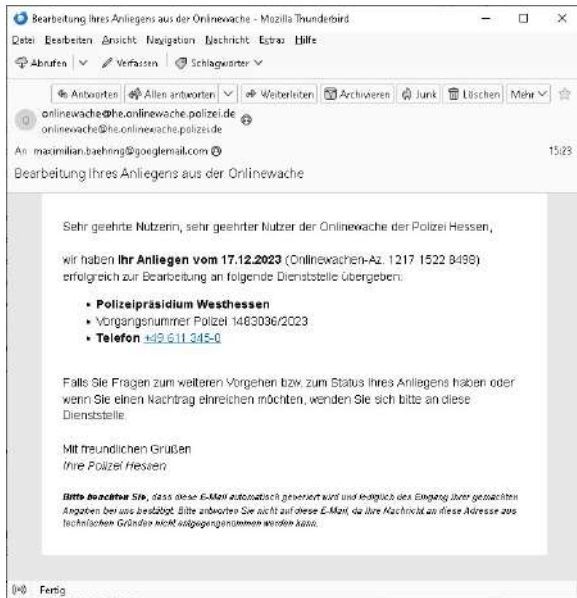 Bearbeitung Ihres Anliegens aus der Onlinewache - Mozilla Thunderbird
Datei Bearbeiten Ansicht Navigation Nachricht Extras Hilfe
Abrufen Verfassen Schlagwörter
Antworten Allen antworten Weiterleiten Archivieren Junk Löschen Mehr
onlinewache@he.onlinewache.polizei.de
onlinewache@he.onlinewache.polizei.de
An maximilian.baehring@googlemail.com 15:23
Bearbeitung Ihres Anliegens aus der Onlinewache
Sehr geehrte Nutzerin, sehr geehrter Nutzer der Onlinewache der Polizei Hessen,
wir haben Ihr Anliegen vom 17.12.2023 (Onlinewachen-Az. 1217 1522 8498)
erfolgreich zur Bearbeitung an folgende Dienststelle übergeben:
• Polizeipräsidium Westhessen
• Vorgangsnummer Polizei 1483036/2023
• Telefon +49 611 345-0
Falls Sie Fragen zum weiteren Vorgehen bzw. zum Status Ihres Anliegens haben oder
wenn Sie einen Nachtrag einreichen möchten, wenden Sie sich bitte an diese
Dienststelle.
Mit freundlichen Grüßen
Ihre Polizei Hessen
Bitte beachten Sie, dass diese E-Mail automatisch generiert wird und lediglich den Eingang Ihrer gemachten
Angaben bei uns bestätigt. Bitte antworten Sie nicht auf diese E-Mail, da Ihre Nachricht an diese Adresse aus
technischen Gründen nicht entgegengenommen werden kann.
Fertig